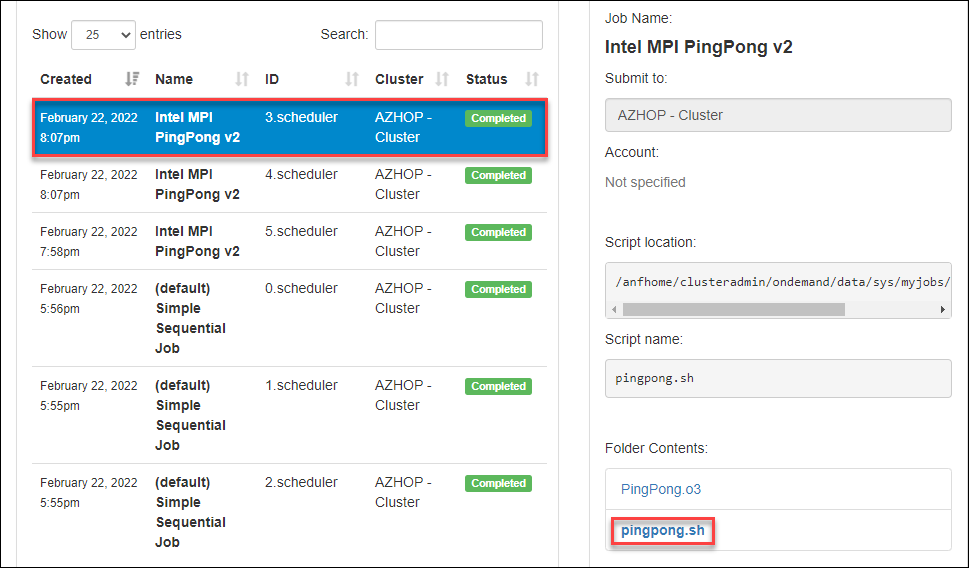 Show 25 entries Search:
Created Name ID Cluster Status
February 22, 2022 Intel MPI 3.scheduler AZHOP - Completed
8:07pm PingPong v2 Cluster
February 22, 2022 Intel MPI 4.scheduler AZHOP - Completed
8:07pm PingPong v2 Cluster
February 22, 2022 Intel MPI 5.scheduler AZHOP - Completed
7:58pm PingPong v2 Cluster
February 22, 2022 (default) 0.scheduler AZHOP - Completed
5:56pm Simple Cluster
Sequential
Job
February 22, 2022 (default) 1.scheduler AZHOP - Completed
5:55pm Simple Cluster
Sequential
Job
February 22, 2022 (default) 2.scheduler AZHOP - Completed
5:55pm Simple Cluster
Sequential
Job
Job Name:
Intel MPI PingPong v2
Submit to:
AZHOP - Cluster
Account:
Not specified
Script location:
/anfhome/clusteradmin/ondemand/data/sys/myjobs/
Script name:
pingpong.sh
Folder Contents:
PingPong.o3
pingpong.sh